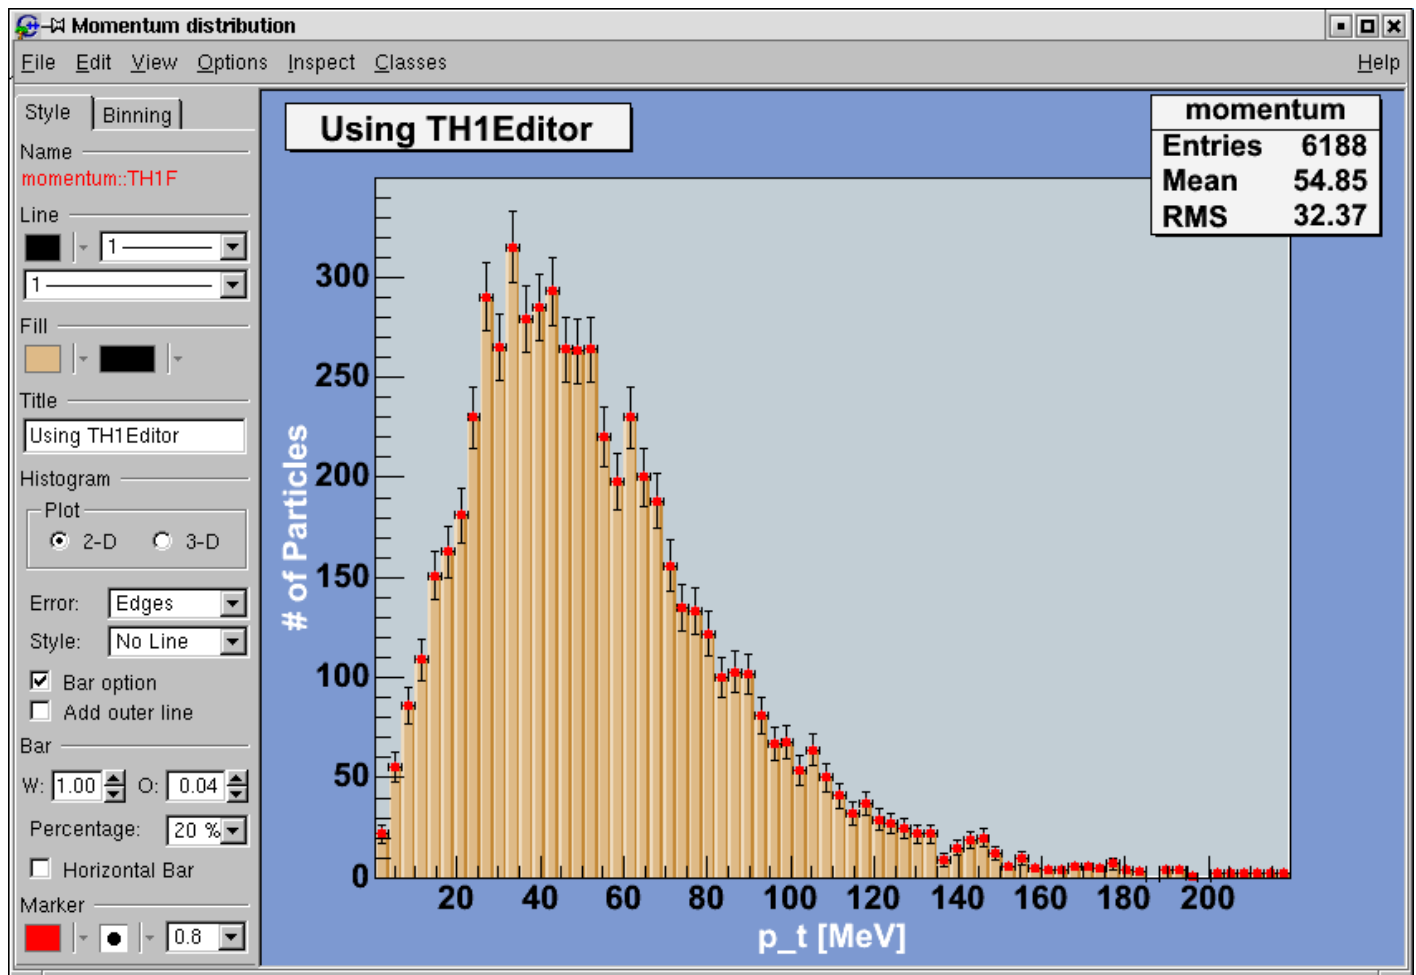 Momentum distribution
File Edit View Options Inspect Classes Help
Style Binning
Name
momentum::TH1F
Line
1
1
Fill
Title
Using TH1Editor
Histogram
Plot
2-D 3-D
Error: Edges
Style: No Line
Bar option
Add outer line
Bar
W: 1.00 O: 0.04
Percentage: 20 %
Horizontal Bar
Marker
0.8
Using TH1Editor
momentum
Entries 6188
Mean 54.85
RMS 32.37
# of Particles
300
250
200
150
100
50
0
20 40 60 80 100 120 140 160 180 200
p_t [MeV]